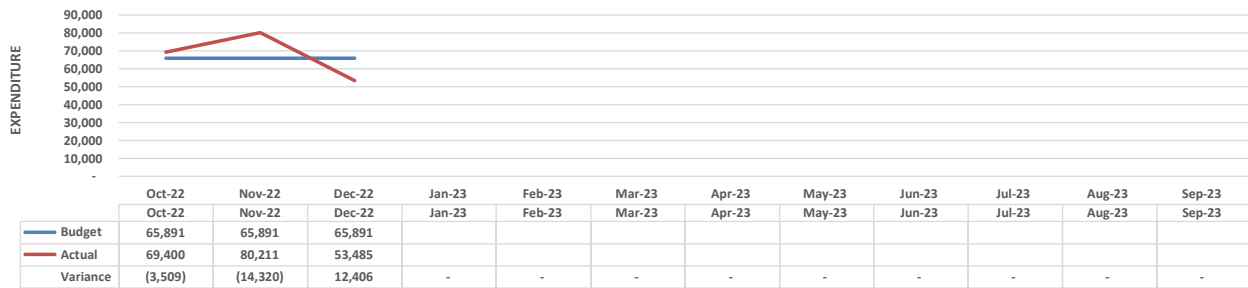 90,000
80,000
70,000
60,000
50,000
40,000
30,000
20,000
10,000
-
EXPENDITURE
Oct-22 Nov-22 Dec-22 Jan-23 Feb-23 Mar-23 Apr-23 May-23 Jun-23 Jul-23 Aug-23 Sep-23
Oct-22 Nov-22 Dec-22 Jan-23 Feb-23 Mar-23 Apr-23 May-23 Jun-23 Jul-23 Aug-23 Sep-23
Budget 65,891 65,891 65,891
Actual 69,400 80,211 53,485
Variance (3,509) (14,320) 12,406 - - - - - - - - -